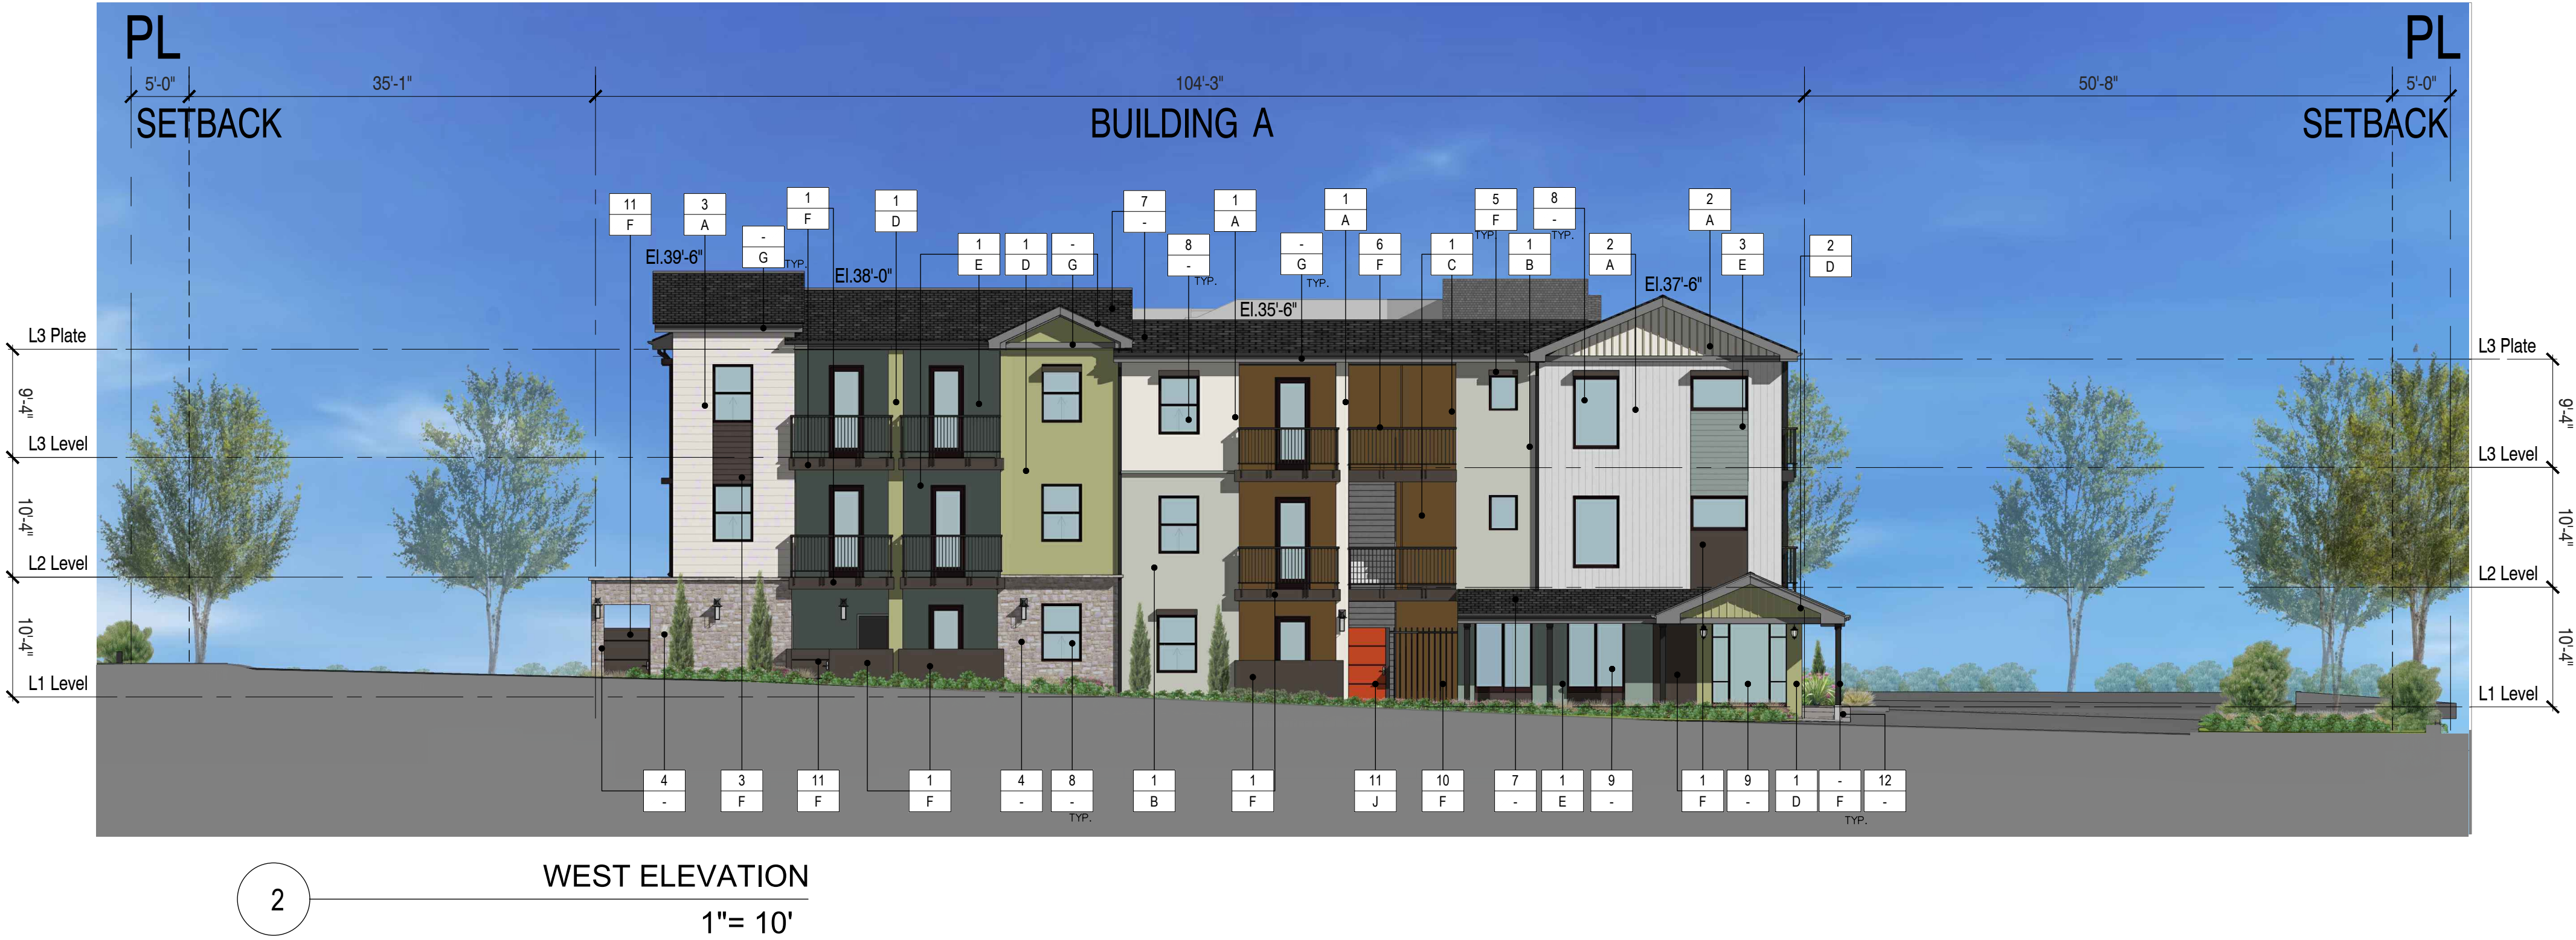 PL
PL
5'-0"
35'-1"
104'-3"
50'-8"
5'-0"
SETBACK
BUILDING A
SETBACK
11
F
3
A
-
G
TYP.
1
F
1
D
1
E
1
D
-
G
7
-
8
-
TYP.
1
A
-
G
TYP.
1
A
6
F
1
C
5
F
TYP.
1
B
8
-
TYP.
2
A
2
A
3
E
2
D
El.39'-6"
El.38'-0"
El.35'-6"
El.37'-6"
L3 Plate
9'-4"
L3 Level
10'-4"
L2 Level
10'-4"
L1 Level
L3 Plate
9'-4"
L3 Level
10'-4"
L2 Level
10'-4"
L1 Level
4
-
3
F
11
F
1
F
4
-
8
-
TYP.
1
B
1
F
11
J
10
F
7
-
1
E
9
-
1
F
9
-
1
D
-
F
TYP.
12
-
2
WEST ELEVATION
1"= 10'